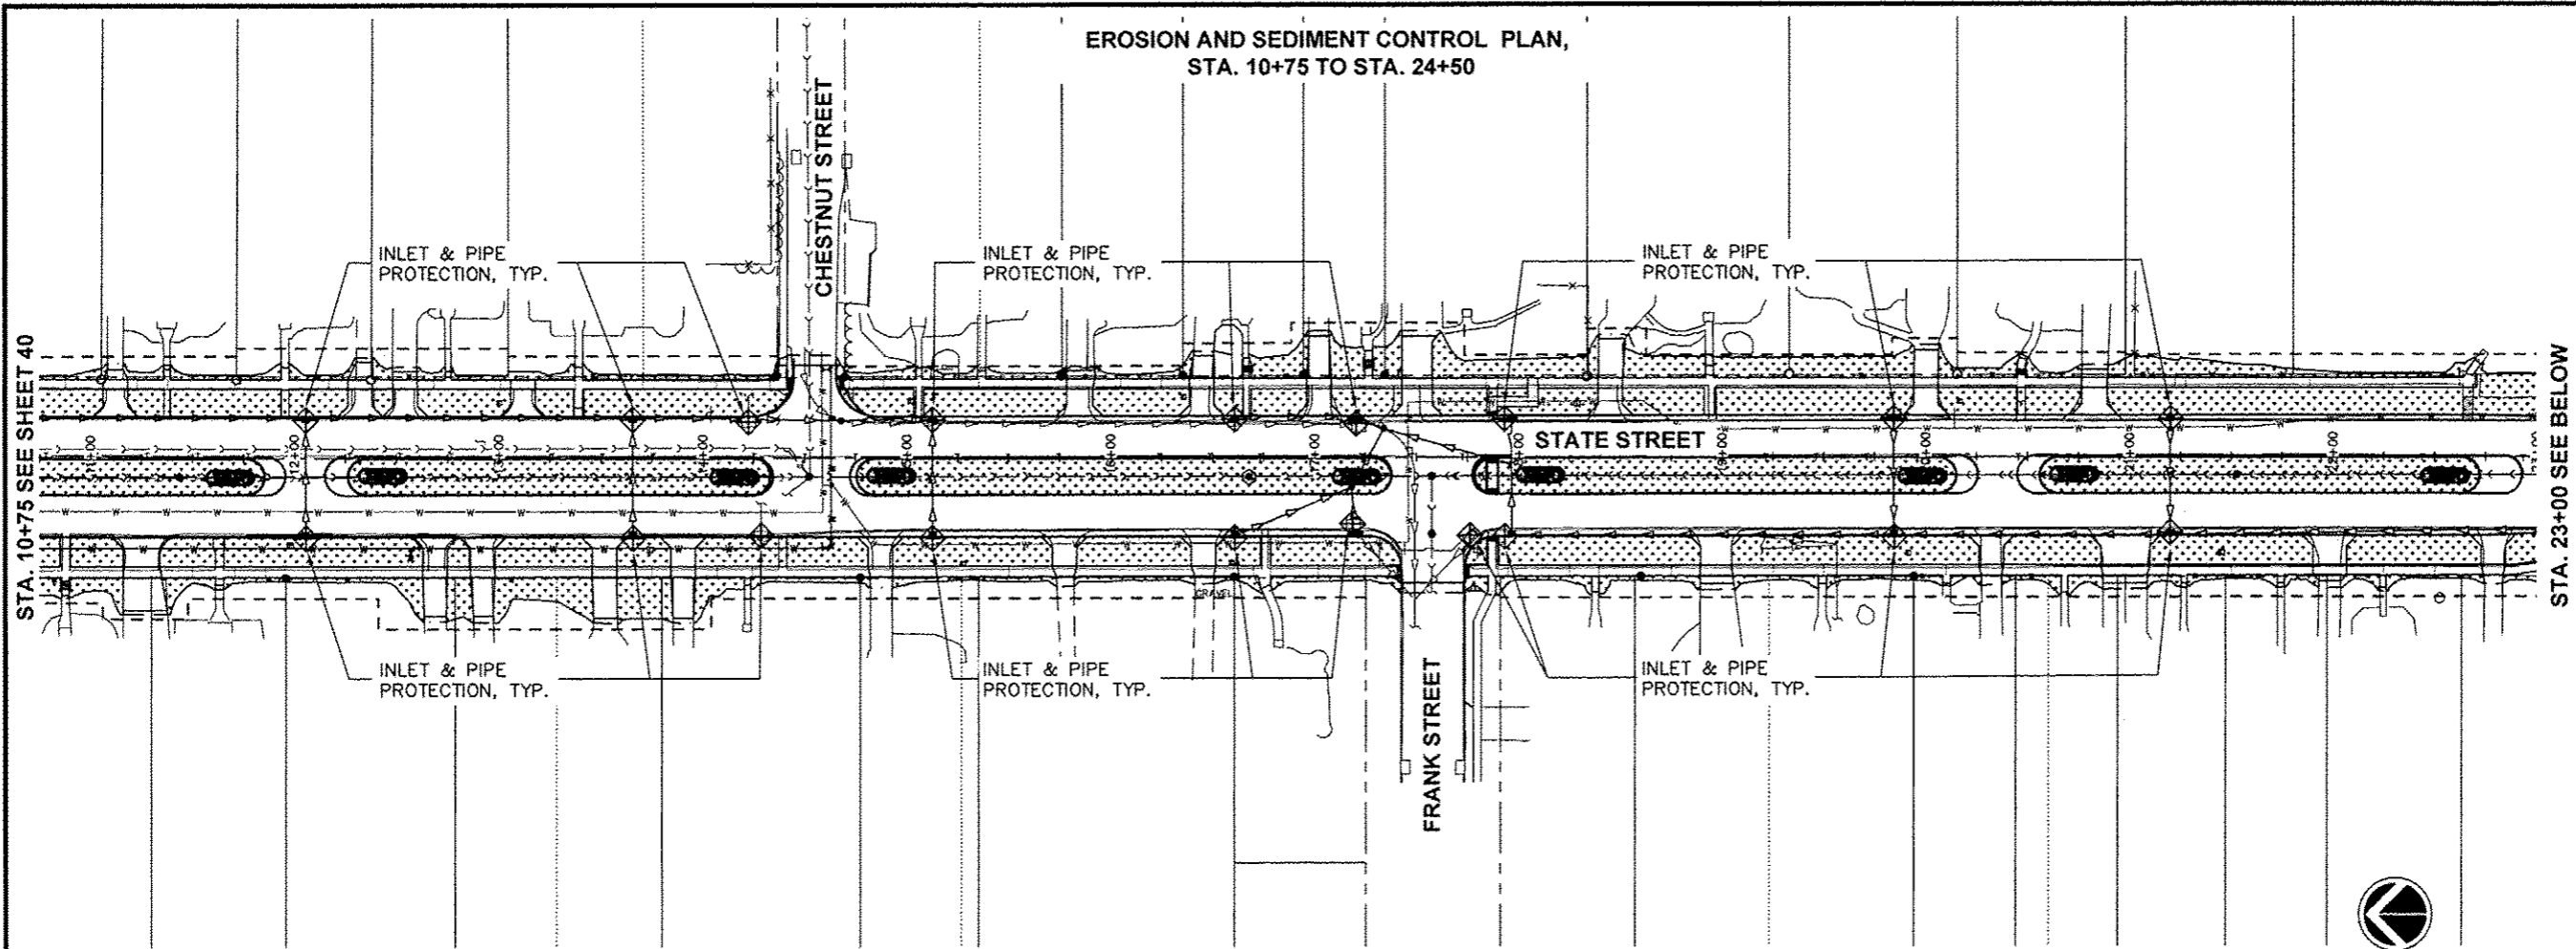 EROSION AND SEDIMENT CONTROL PLAN,
STA. 10+75 TO STA. 24+50
CHESTNUT STREET
INLET & PIPE
PROTECTION, TYP.
INLET & PIPE
PROTECTION, TYP.
INLET & PIPE
PROTECTION, TYP.
STA. 10+75 SEE SHEET 40
STATE STREET
STA. 23+00 SEE BELOW
GRAVEL
INLET & PIPE
PROTECTION, TYP.
INLET & PIPE
PROTECTION, TYP.
INLET & PIPE
PROTECTION, TYP.
FRANK STREET